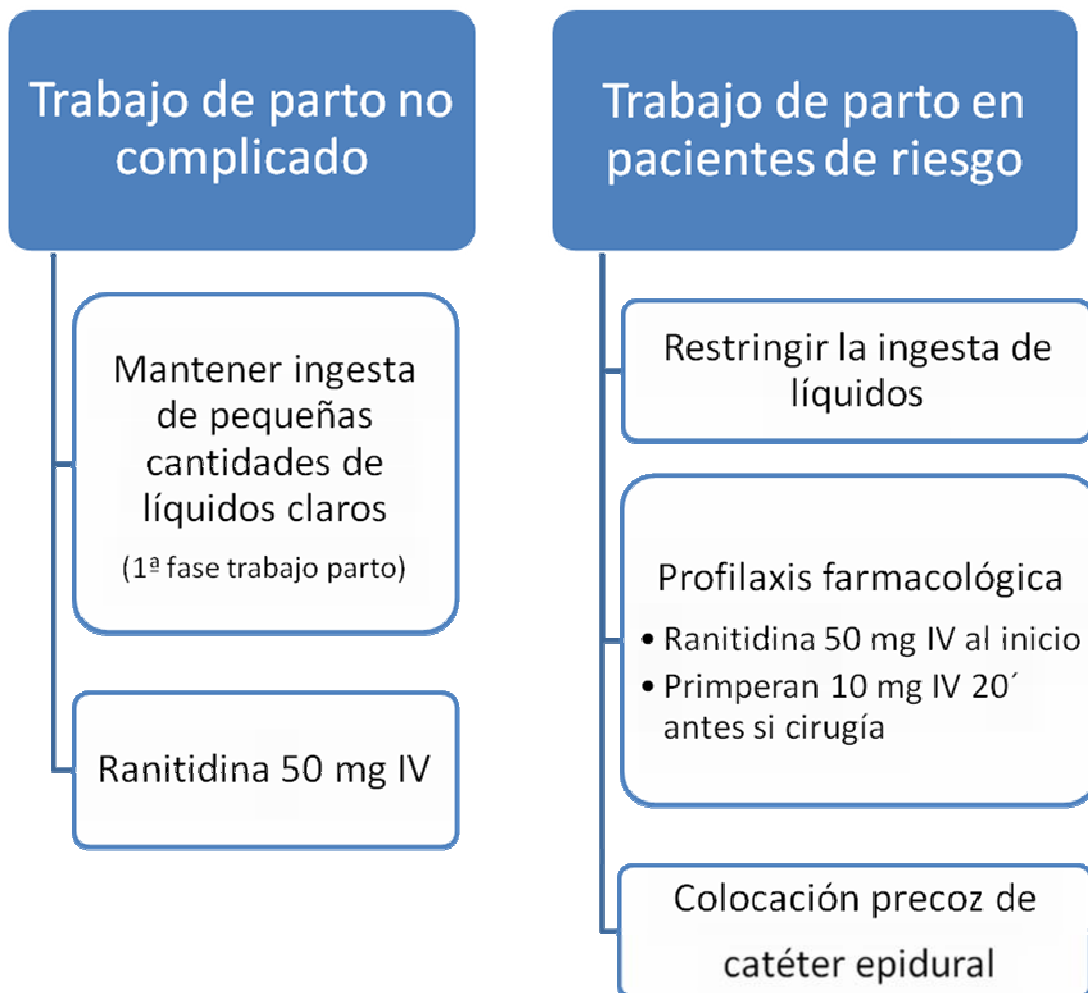 Trabajo de parto no
complicado
Mantener ingesta
de pequeñas
cantidades de
líquidos claros
(1ª fase trabajo parto)
Ranitidina 50 mg IV
Trabajo de parto en
pacientes de riesgo
Restringir la ingesta de
líquidos
Profilaxis farmacológica
• Ranitidina 50 mg IV al inicio
• Primperan 10 mg IV 20´
antes si cirugía
Colocación precoz de
catéter epidural